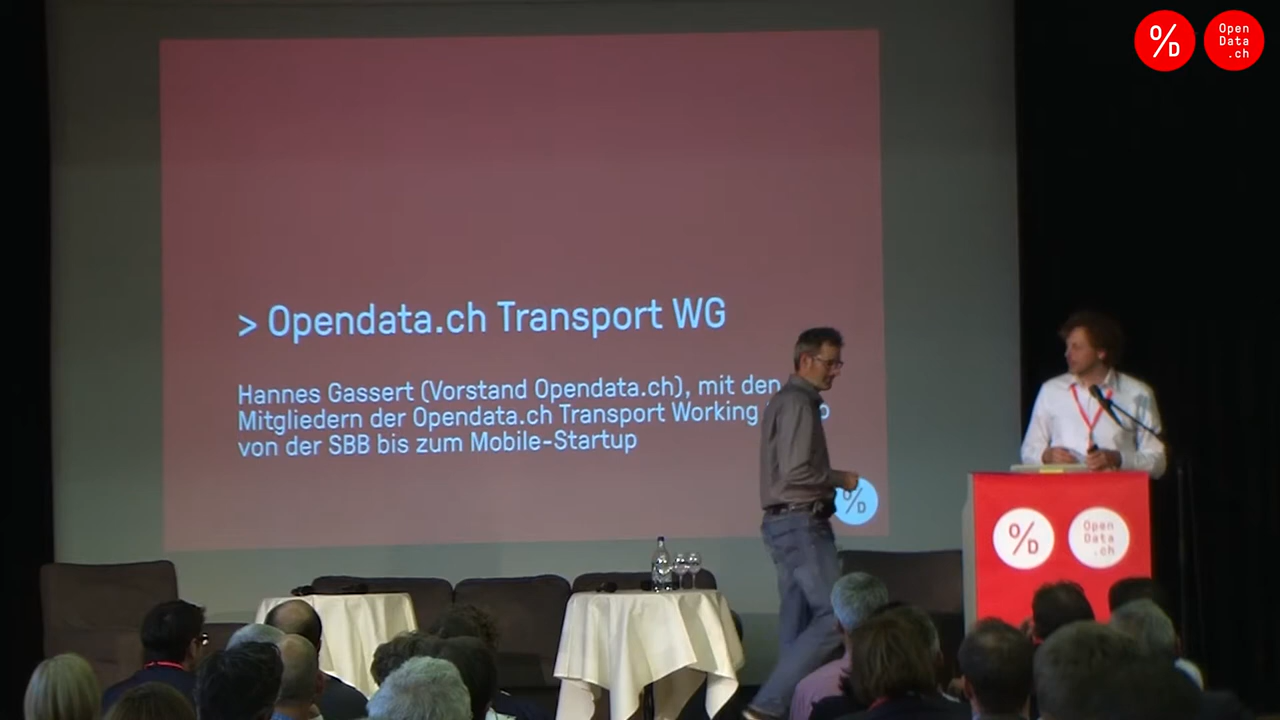 % D
Open
Data
.ch
> Opendata.ch Transport WG
Hannes Gassert (Vorstand Opendata.ch), mit den
Mitgliedern der Opendata.ch Transport Working
von der SBB bis zum Mobile-Startup
% D
% D
Open
Data
.ch